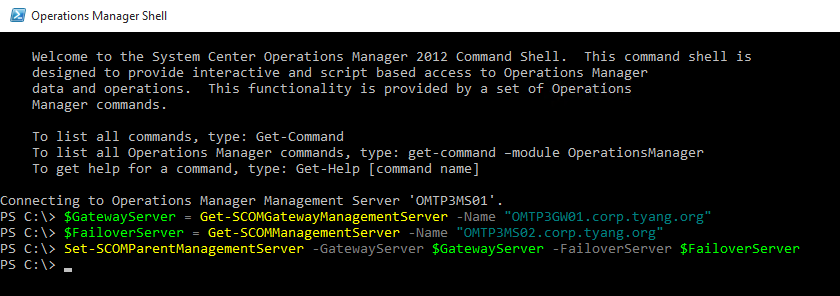 Operations Manager Shell
Welcome to the System Center Operations Manager 2012 Command Shell.  This command shell is
designed to provide interactive and script based access to Operations Manager
data and operations.  This functionality is provided by a set of Operations
Manager commands.
To list all commands, type: Get-Command
To list all Operations Manager commands, type: get-command –module OperationsManager
To get help for a command, type: Get-Help [command name]
Connecting to Operations Manager Management Server 'OMTP3MS01'.
PS C:\> $GatewayServer = Get-SCOMGatewayManagementServer -Name "OMTP3GW01.corp.tyang.org"
PS C:\> $FailoverServer = Get-SCOMManagementServer -Name "OMTP3MS02.corp.tyang.org"
PS C:\> Set-SCOMParentManagementServer -GatewayServer $GatewayServer -FailoverServer $FailoverServer
PS C:\> _